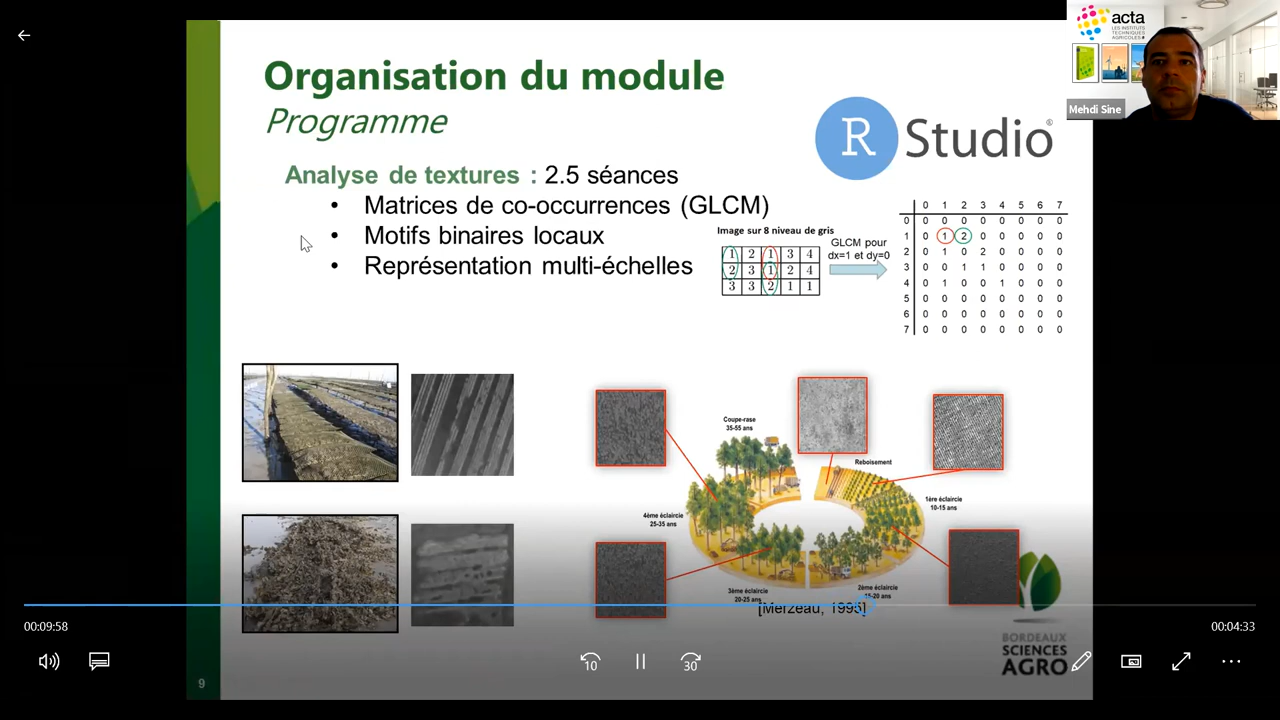 acta
LES INSTITUTS
TECHNIQUES
AGRICOLES
Mehdi Sine
Organisation du module
Programme
R Studio®
Analyse de textures : 2.5 séances
• Matrices de co-occurrences (GLCM)
• Motifs binaires locaux
• Représentation multi-échelles
Image sur 8 niveau de gris
1 2 1 3 4
2 3 1 2 4
3 3 2 1 1
GLCM pour
dx=1 et dy=0
0 1 2 3 4 5 6 7
0 0 0 0 0 0 0 0 0
1 0 1 2 0 0 0 0 0
2 0 1 0 2 0 0 0 0
3 0 0 1 1 0 0 0 0
4 0 1 0 0 1 0 0 0
5 0 0 0 0 0 0 0 0
6 0 0 0 0 0 0 0 0
7 0 0 0 0 0 0 0 0
Coupe-rase
35-55 ans
Reboisement
1ère éclaircie
10-15 ans
4ème éclaircie
25-35 ans
3ème éclaircie
20-25 ans
2ème éclaircie
15-20 ans
[Merzeau, 1995]
00:09:58
00:04:33
10
30
BORDEAUX
SCIENCES
AGRO
9